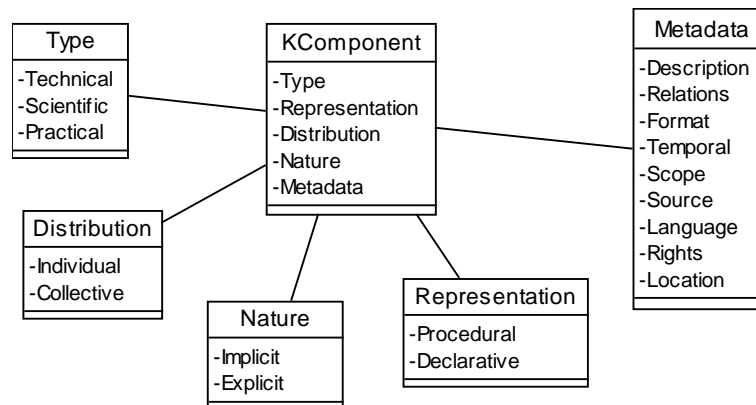 Type
-Technical
-Scientific
-Practical
KComponent
-Type
-Representation
-Distribution
-Nature
-Metadata
Metadata
-Description
-Relations
-Format
-Temporal
-Scope
-Source
-Language
-Rights
-Location
Distribution
-Individual
-Collective
Nature
-Implicit
-Explicit
Representation
-Procedural
-Declarative